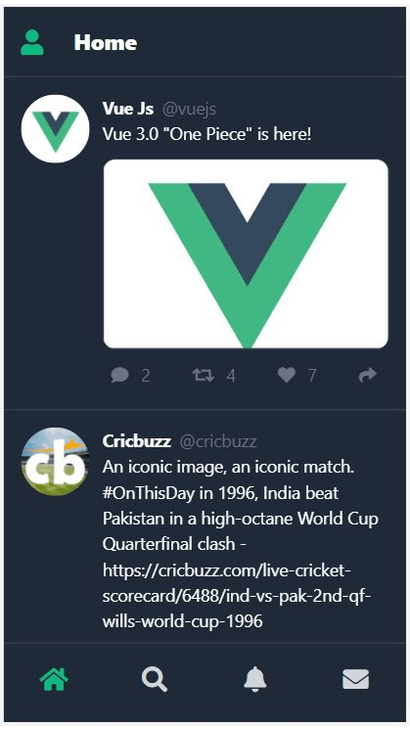 Home
Vue Js @vuejs
Vue 3.0 "One Piece" is here!
2 4 7
cb
Cricbuzz @cricbuzz
An iconic image, an iconic match.
#OnThisDay in 1996, India beat
Pakistan in a high-octane World Cup
Quarterfinal clash -
https://cricbuzz.com/live-cricket-
scorecard/6488/ind-vs-pak-2nd-qf-
wills-world-cup-1996